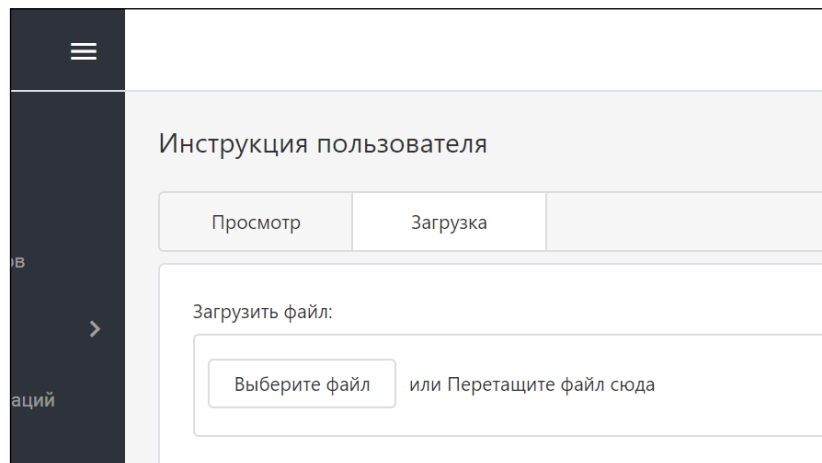 Инструкция пользователя
Просмотр Загрузка
Загрузить файл:
Выберите файл или Перетащите файл сюда